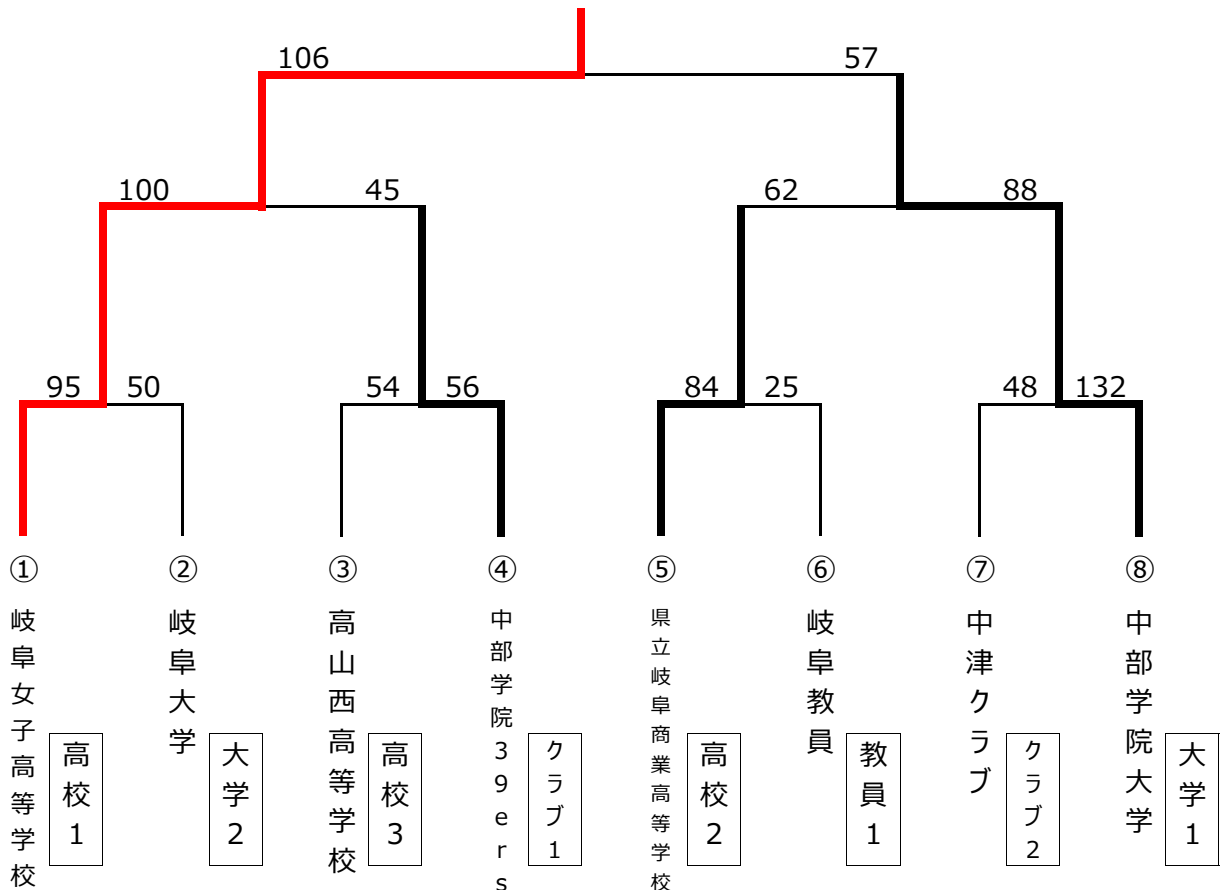 106 57
100 45 62 88
95 50 54 56 84 25 48 132
① ② ③ ④ ⑤ ⑥ ⑦ ⑧
岐阜女子高等学校
高校1
岐阜大学
大学2
高山西高等学校
高校3
中部学院39ers
クラブ1
県立岐阜商業高等学校
高校2
岐阜教員
教員1
中津クラブ
クラブ2
中部学院大学
大学1